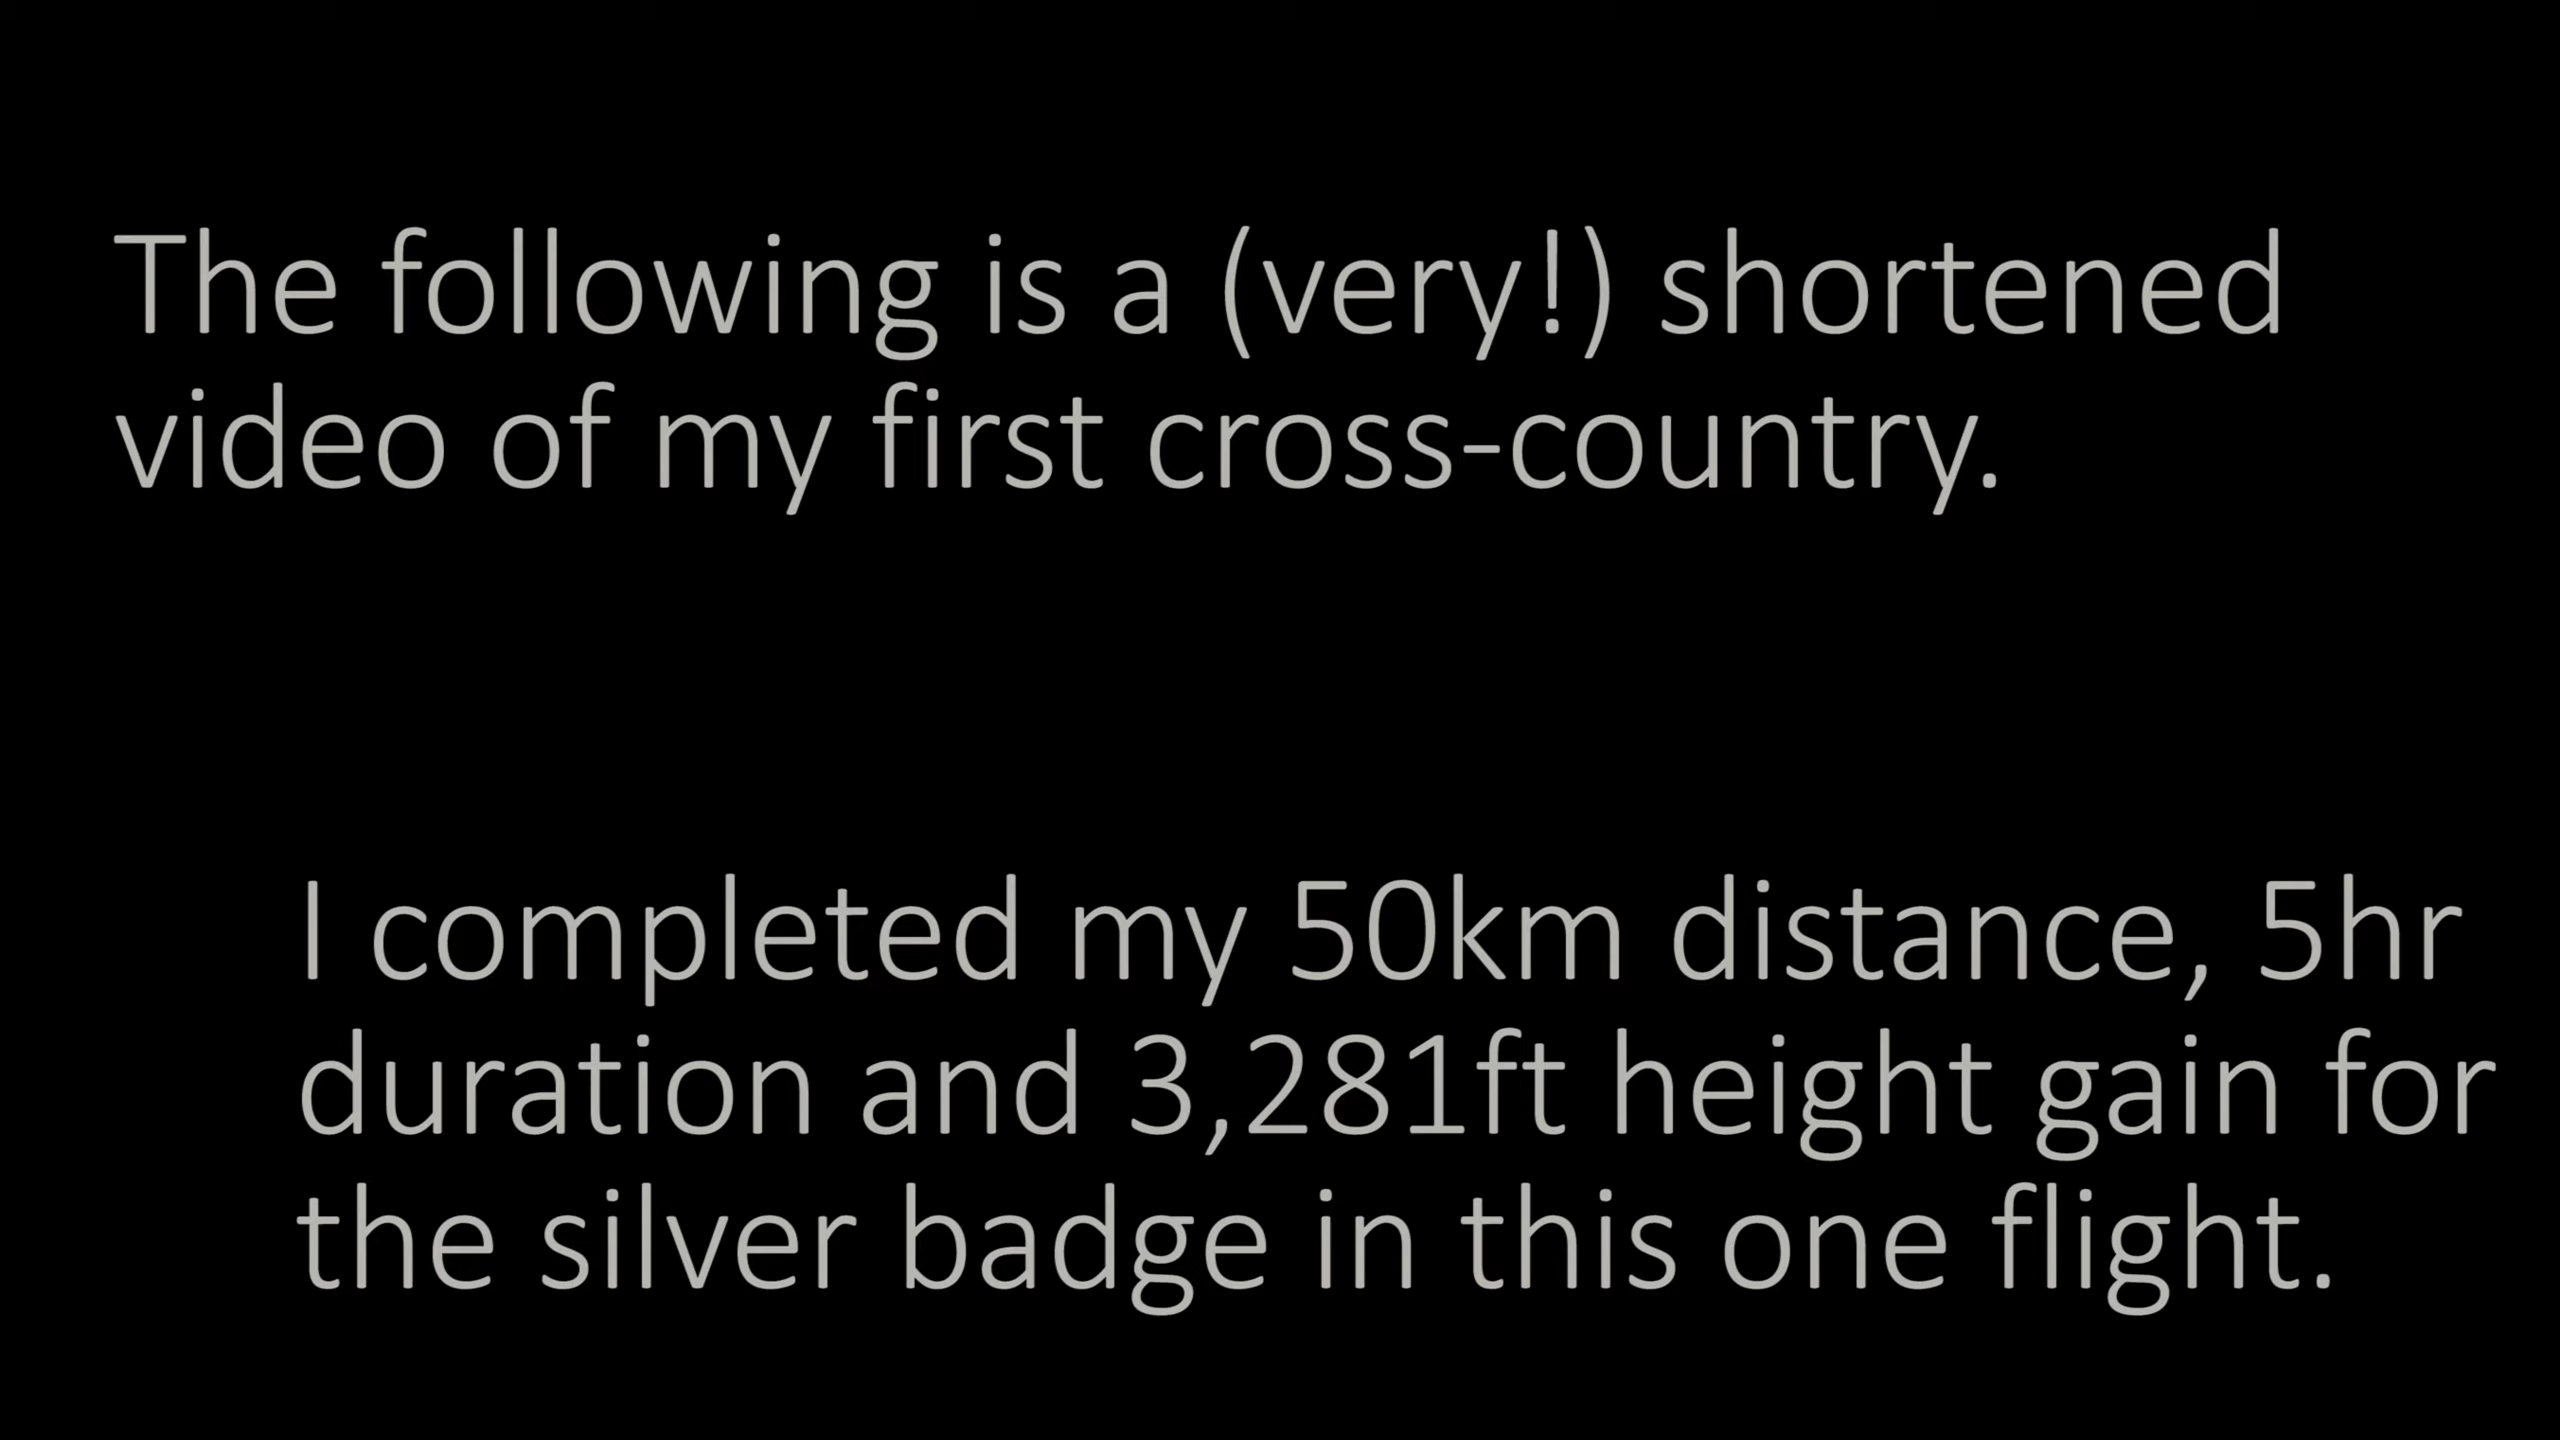 The following is a (very!) shortened
video of my first cross-country.
I completed my 50km distance, 5hr
duration and 3,281ft height gain for
the silver badge in this one flight.